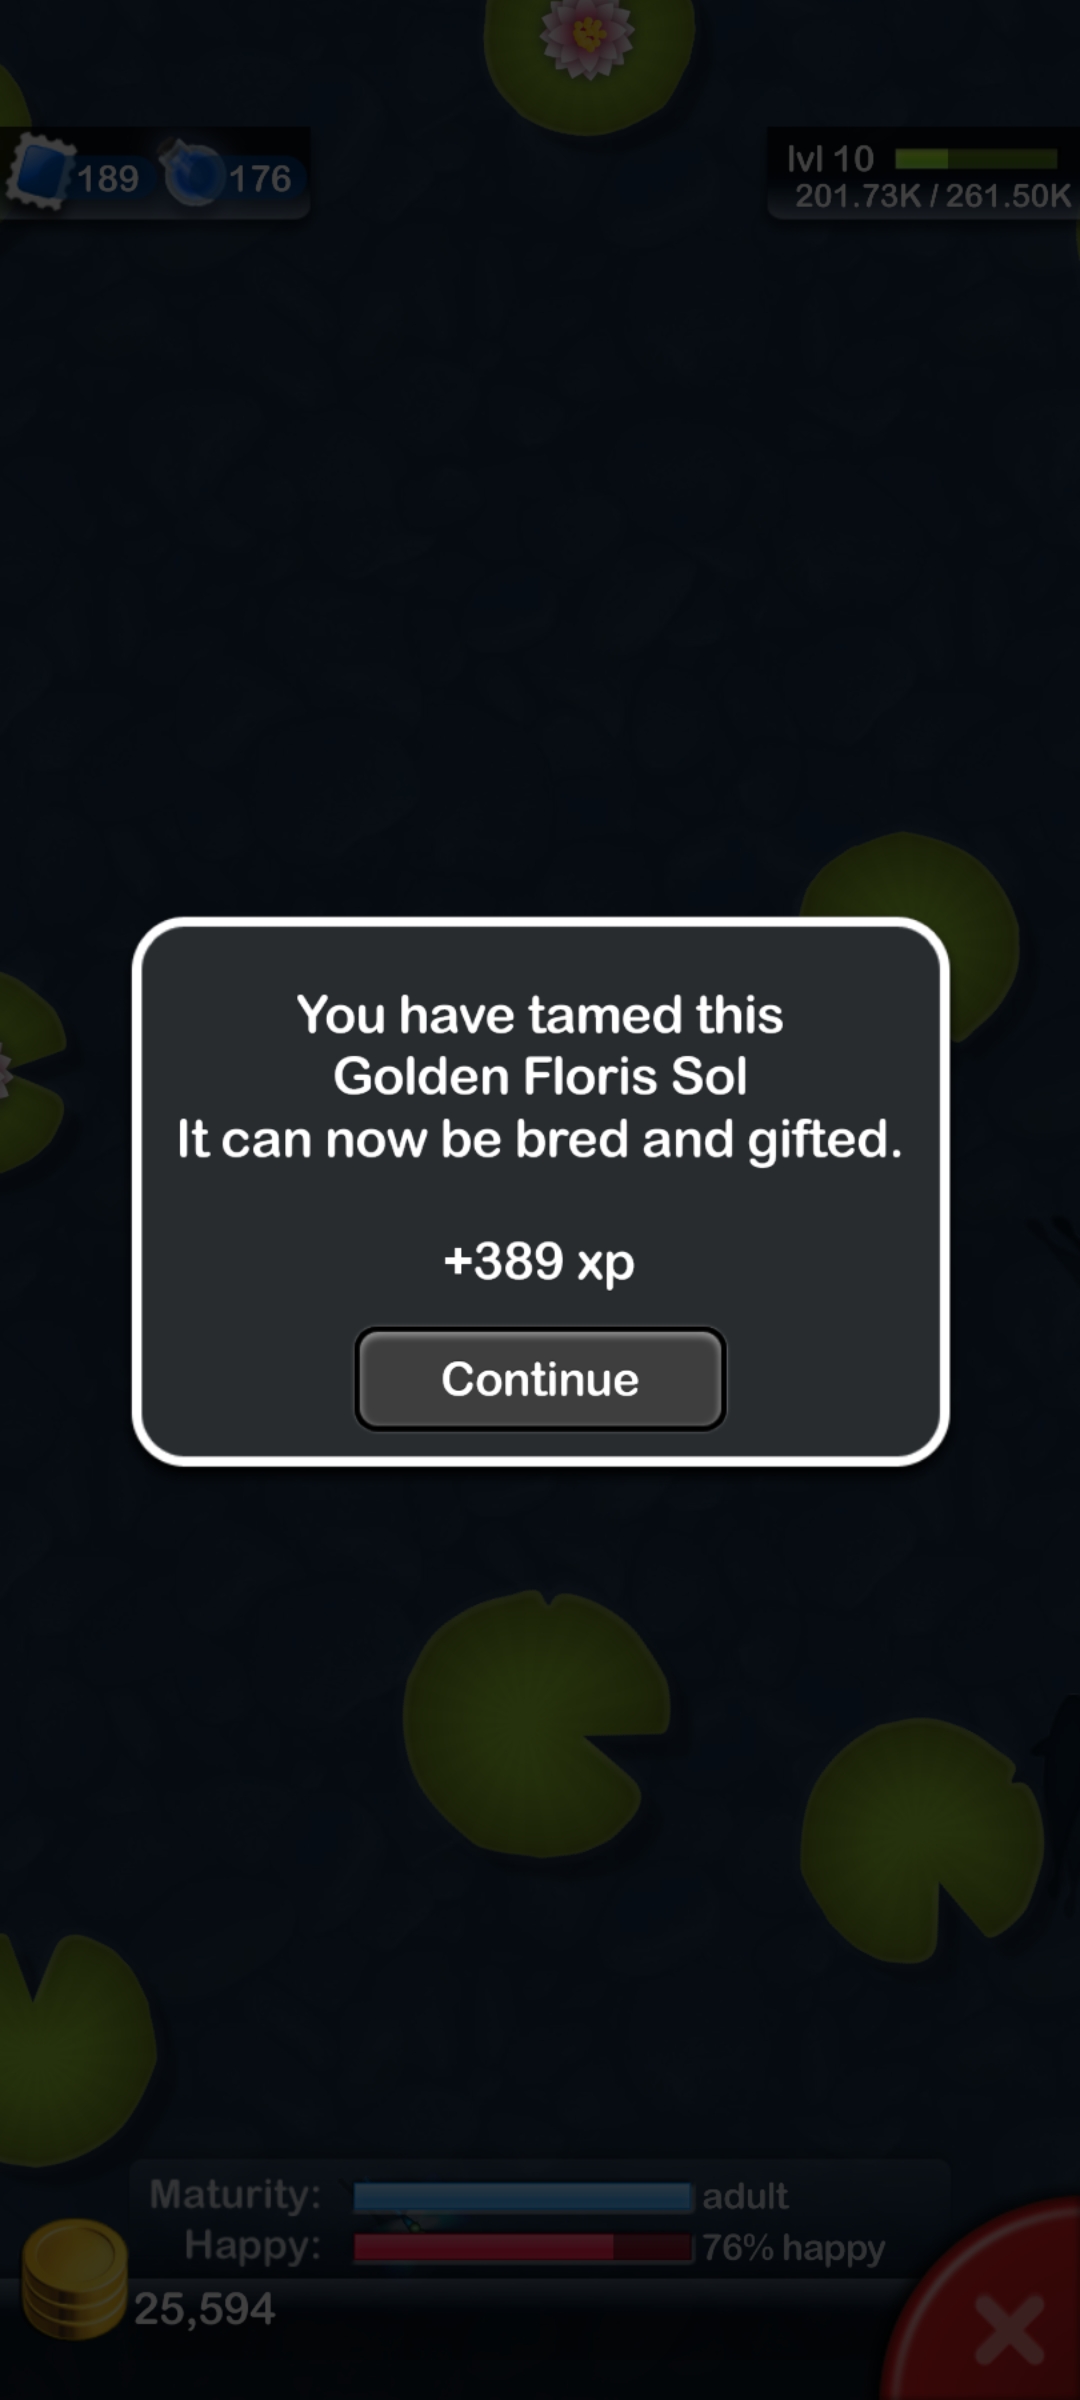 189 176
lvl 10
201.73K / 261.50K
You have tamed this
Golden Floris Sol
It can now be bred and gifted.
+389 xp
Continue
Maturity: adult
Happy: 76% happy
25,594